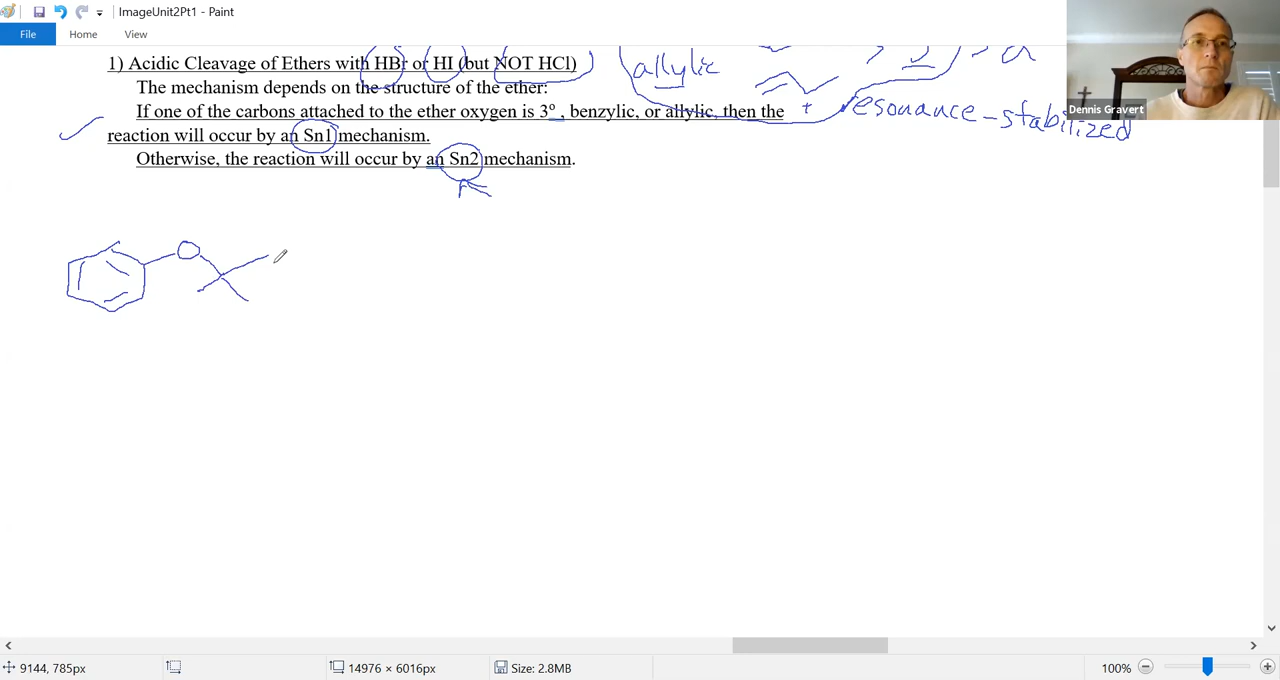 ImageUnit2Pt1 - Paint
File Home View
1) Acidic Cleavage of Ethers with HBr or HI (but NOT HCl)
The mechanism depends on the structure of the ether:
If one of the carbons attached to the ether oxygen is 3º , benzylic, or allylic, then the
reaction will occur by an Sn1 mechanism.
Otherwise, the reaction will occur by an Sn2 mechanism.
allylic
+
resonance-stabilized
Dennis Gravert
O
9144, 785px
14976 × 6016px
Size: 2.8MB
100%